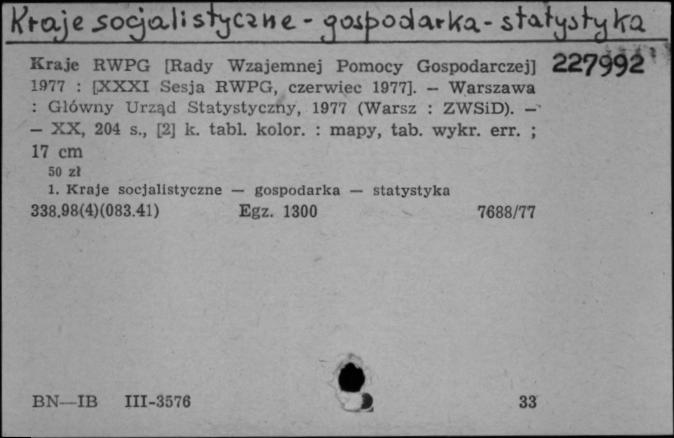 Kraje socjalistyczne - gospodarka - statystyka
Kraje RWPG [Rady Wzajemnej Pomocy Gospodarczej] 227992
1977 : [XXXI Sesja RWPG, czerwiec 1977]. — Warszawa
: Główny Urząd Statystyczny, 1977 (Warsz : ZWSiD). —
— XX, 204 s., [2] k. tabl. kolor. : mapy, tab. wykr. err. ;
17 cm
50 zł
1. Kraje socjalistyczne — gospodarka — statystyka
338.98(4)(083.41) Egz. 1300 7688/77
BN—IB III-3576 33